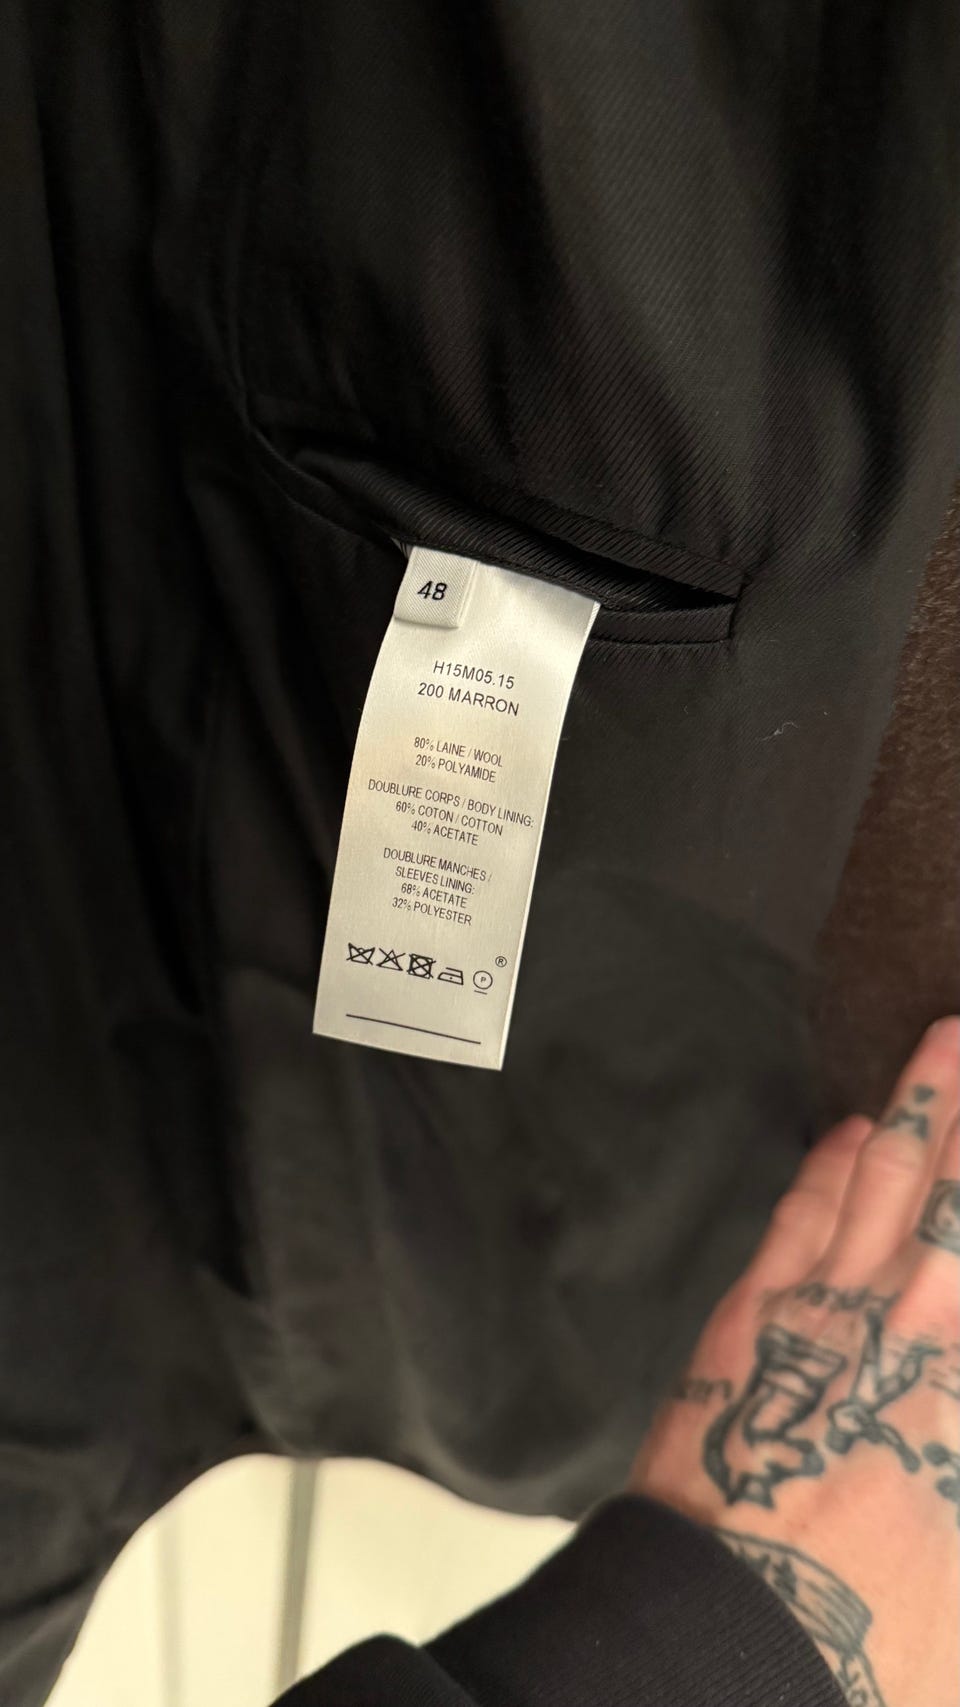 48
H15M05.15
200 MARRON
80% LAINE / WOOL
20% POLYAMIDE
DOUBLURE CORPS / BODY LINING:
60% COTON / COTTON
40% ACETATE
DOUBLURE MANCHES /
SLEEVES LINING:
68% ACETATE
32% POLYESTER
®
P